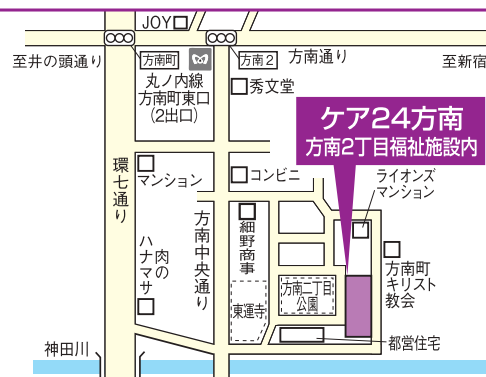 JOY
至井の頭通り
方南町
方南2
方南通り
至新宿
丸ノ内線
方南町東口
(2出口)
秀文堂
ケア24方南
方南2丁目福祉施設内
環七通り
マンション
コンビニ
ライオンズ
マンション
方南中央通り
細野商事
肉の
ハナマサ
方南町
キリスト
教会
方南二丁目
公園
東運寺
都営住宅
神田川